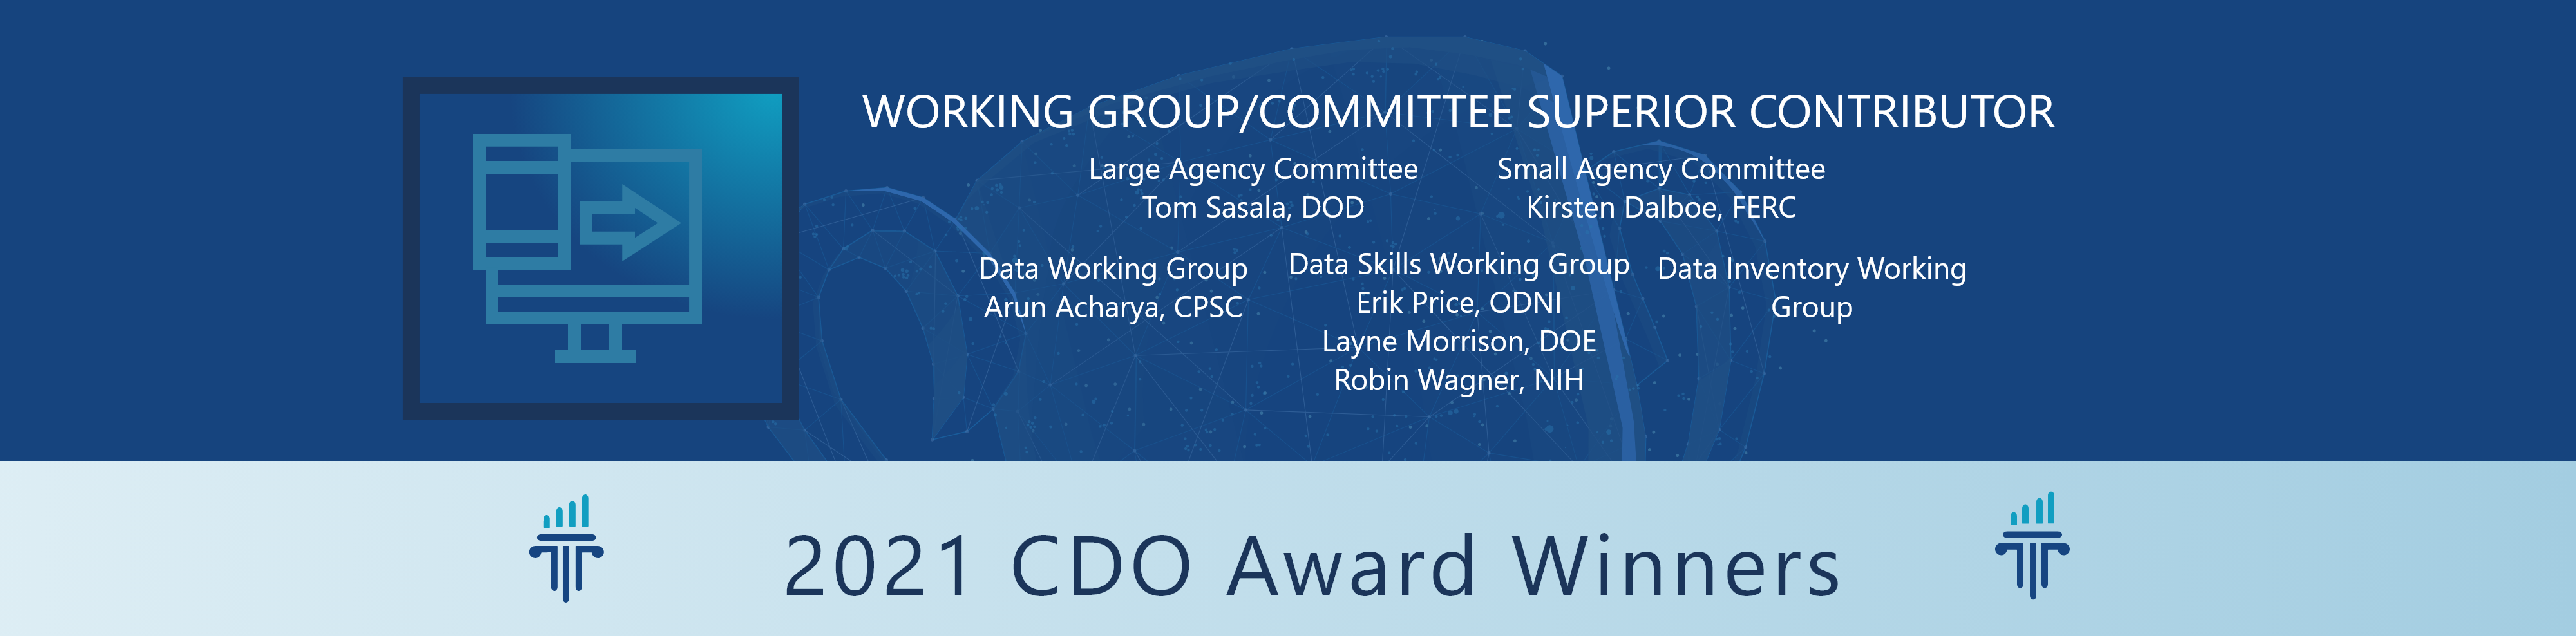 WORKING GROUP/COMMITTEE SUPERIOR CONTRIBUTOR
Large Agency Committee
Tom Sasala, DOD
Small Agency Committee
Kirsten Dalboe, FERC
Data Working Group
Arun Acharya, CPSC
Data Skills Working Group
Erik Price, ODNI
Layne Morrison, DOE
Robin Wagner, NIH
Data Inventory Working
Group
2021 CDO Award Winners